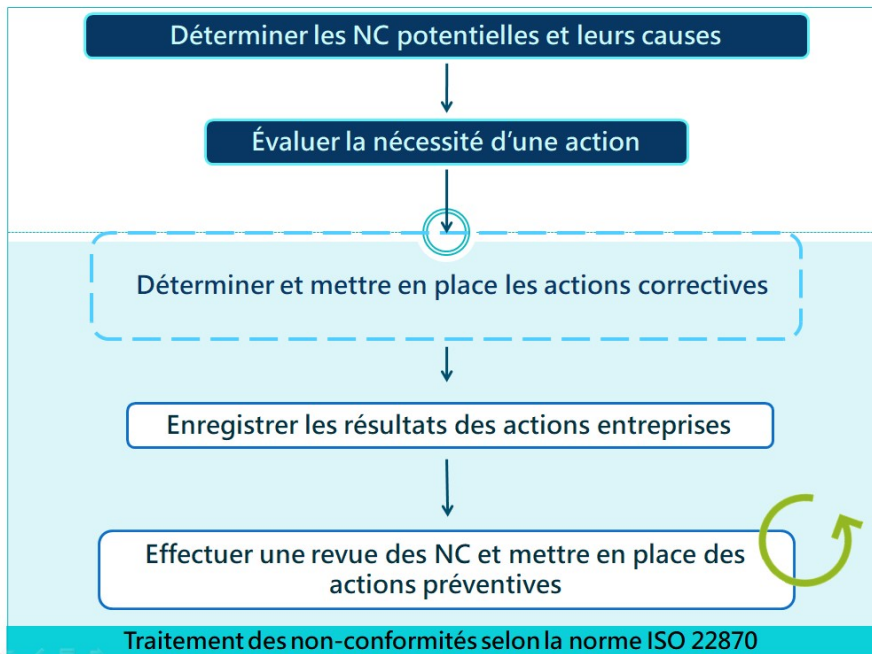 Déterminer les NC potentielles et leurs causes
Évaluer la nécessité d’une action
Déterminer et mettre en place les actions correctives
Enregistrer les résultats des actions entreprises
Effectuer une revue des NC et mettre en place des
actions préventives
Traitement des non-conformités selon la norme ISO 22870